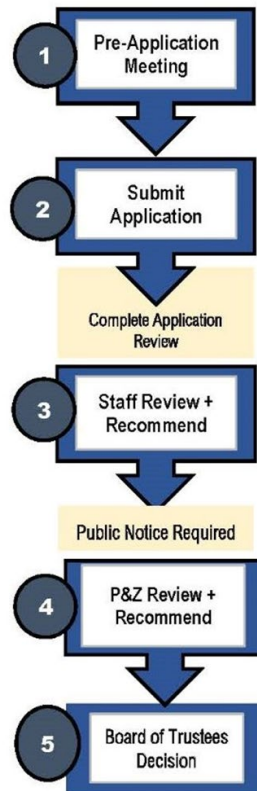 1
Pre-Application
Meeting
2
Submit
Application
Complete Application
Review
3
Staff Review +
Recommend
Public Notice Required
4
P&Z Review +
Recommend
5
Board of Trustees
Decision